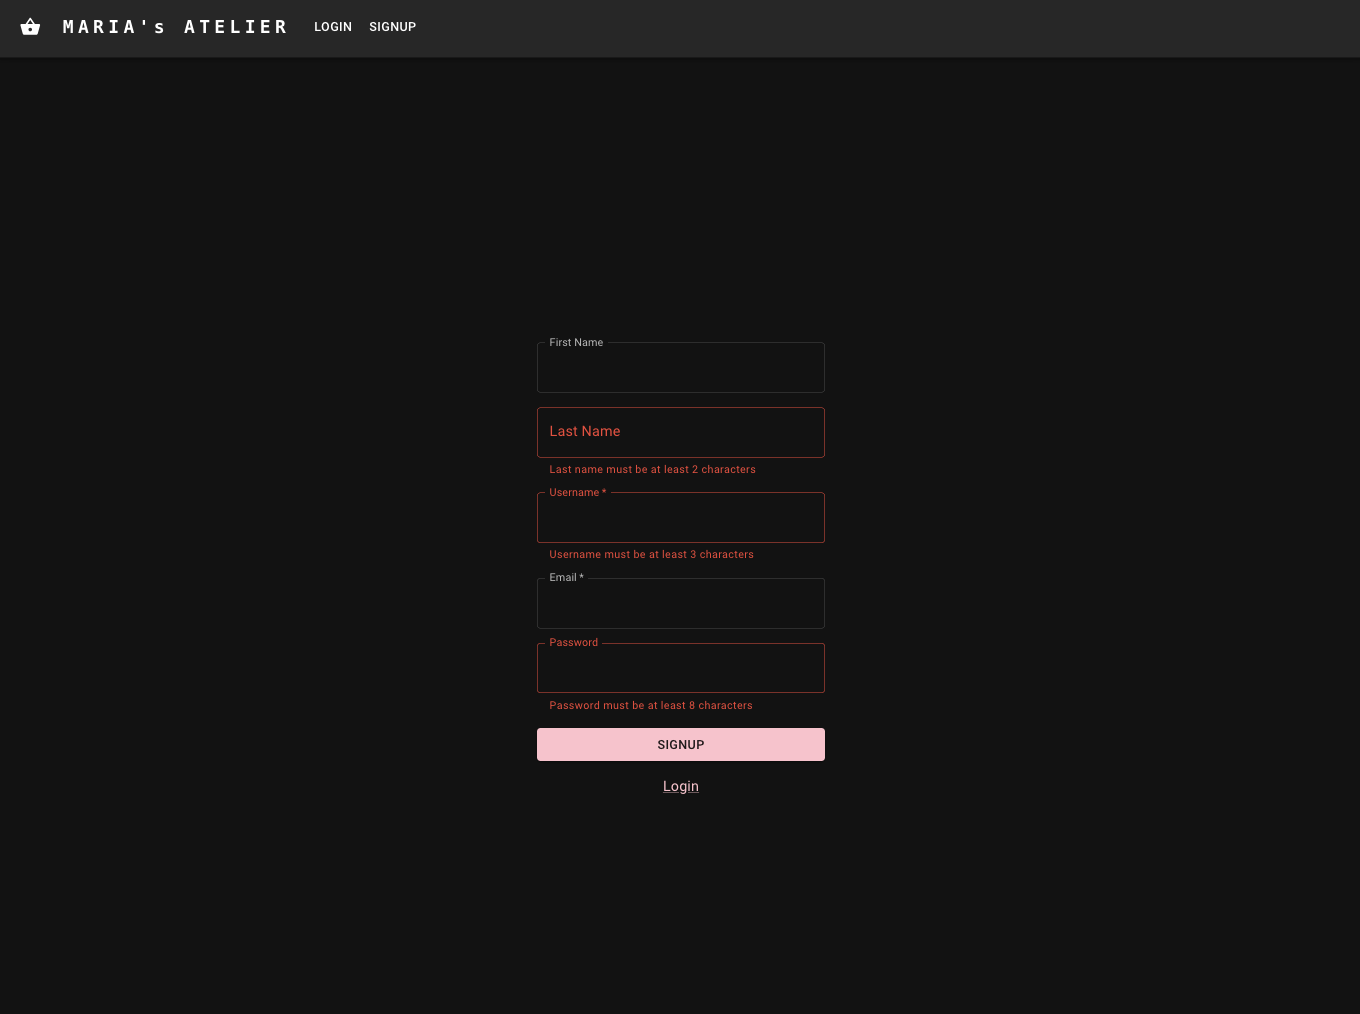 MARIA's ATELIER LOGIN SIGNUP
First Name
Last Name
Last name must be at least 2 characters
Username *
Username must be at least 3 characters
Email *
Password
Password must be at least 8 characters
SIGNUP
Login